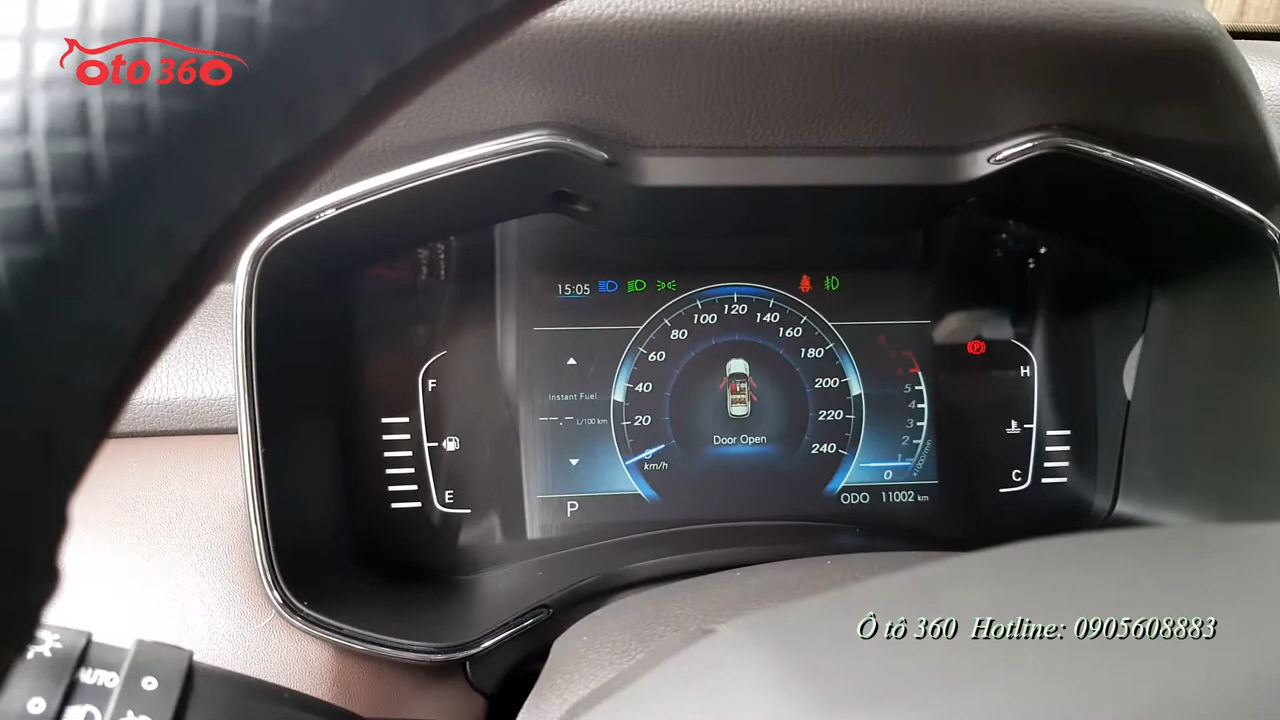 oto 360
15:05
20
40
60
80
100
120
140
160
180
200
220
240
0
km/h
Door Open
Instant Fuel
--.- L/100 km
P
5
4
3
2
1
0
x1000/min
ODO 11002 km
F
E
H
C
P
AUTO
Ô tô 360 Hotline: 0905608883